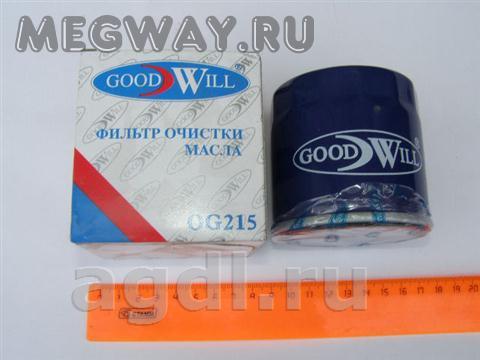 MEGWAY.RU
GOOD WILL ®
ФИЛЬТР ОЧИСТКИ
МАСЛА
OG215
GOOD WILL ®
agdl.ru